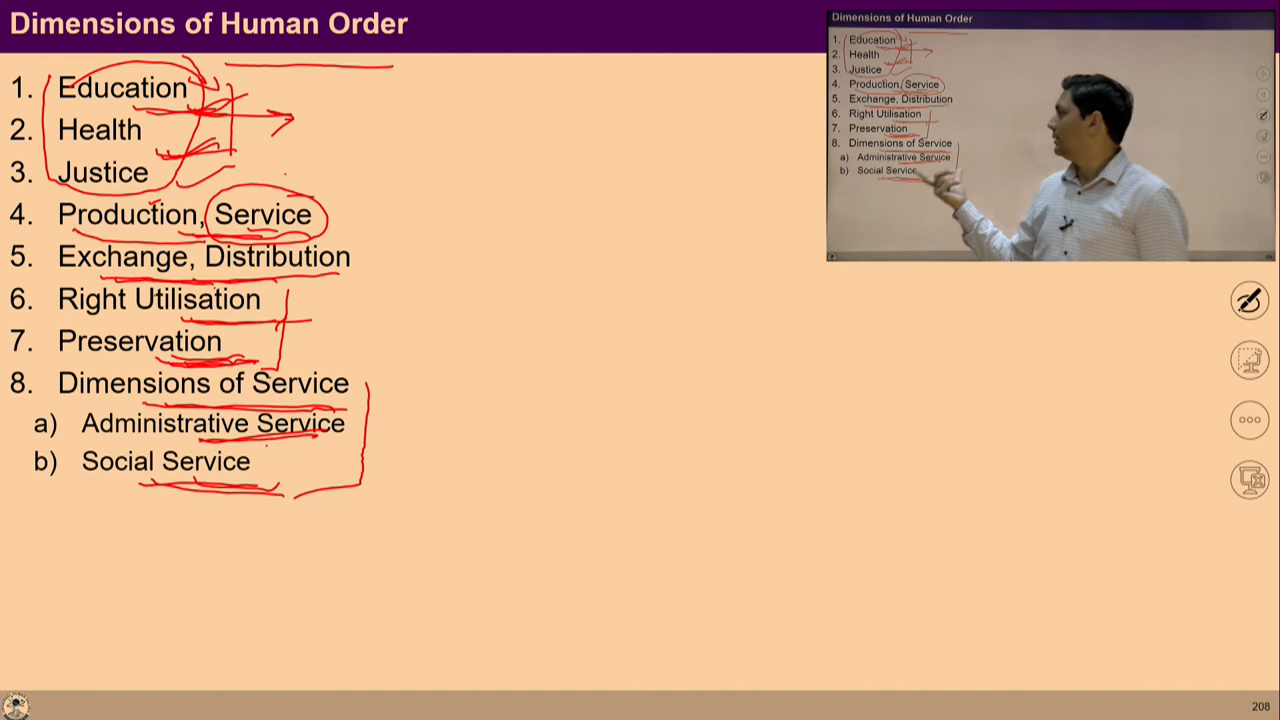 Dimensions of Human Order
1. Education
2. Health
3. Justice
4. Production, Service
5. Exchange, Distribution
6. Right Utilisation
7. Preservation
8. Dimensions of Service
a) Administrative Service
b) Social Service
208
Dimensions of Human Order
1. Education
2. Health
3. Justice
4. Production, Service
5. Exchange, Distribution
6. Right Utilisation
7. Preservation
8. Dimensions of Service
a) Administrative Service
b) Social Service